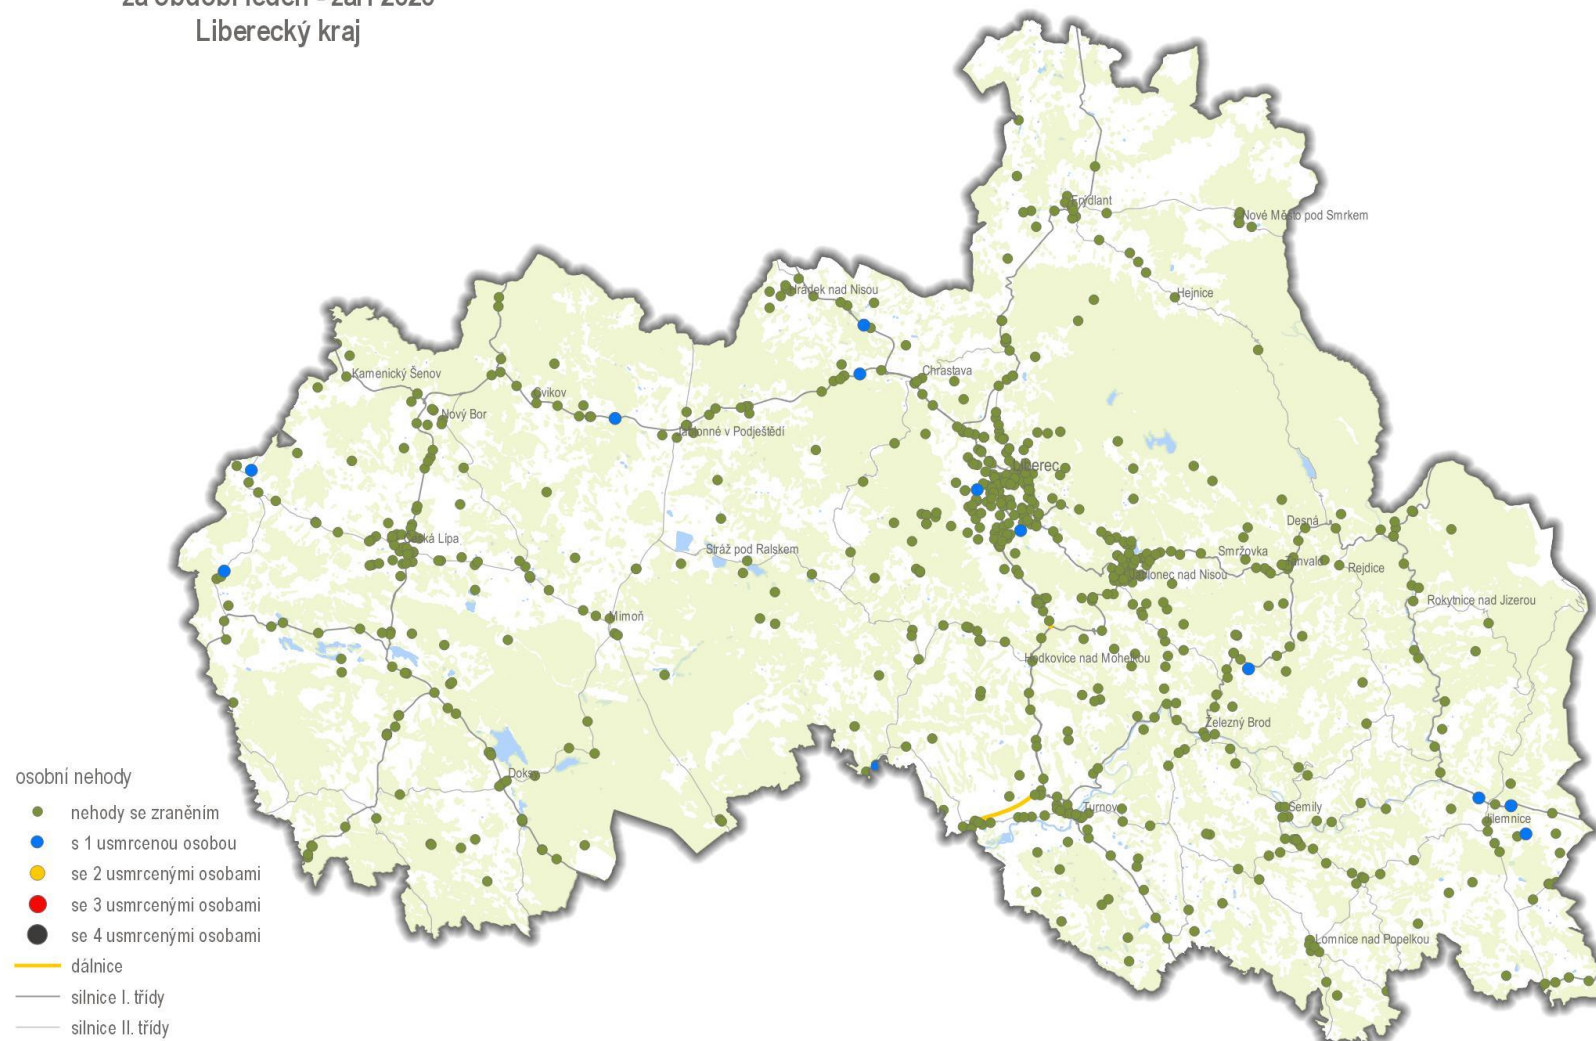 Liberecký kraj
Frýdlant
Nové Město pod Smrkem
Hrádek nad Nisou
Hejnice
Kamenický Šenov
Chrastava
Cvikov
Nový Bor
Jablonné v Podještědí
Liberec
Desná
Česká Lípa
Stráž pod Ralskem
Smržovka
Tanvald
Rejdice
Jablonec nad Nisou
Rokytnice nad Jizerou
Mimoň
Hodkovice nad Mohelkou
Železný Brod
Doksy
Turnov
Semily
Jilemnice
Lomnice nad Popelkou
osobní nehody
nehody se zraněním
s 1 usmrcenou osobou
se 2 usmrcenými osobami
se 3 usmrcenými osobami
se 4 usmrcenými osobami
dálnice
silnice I. třídy
silnice II. třídy